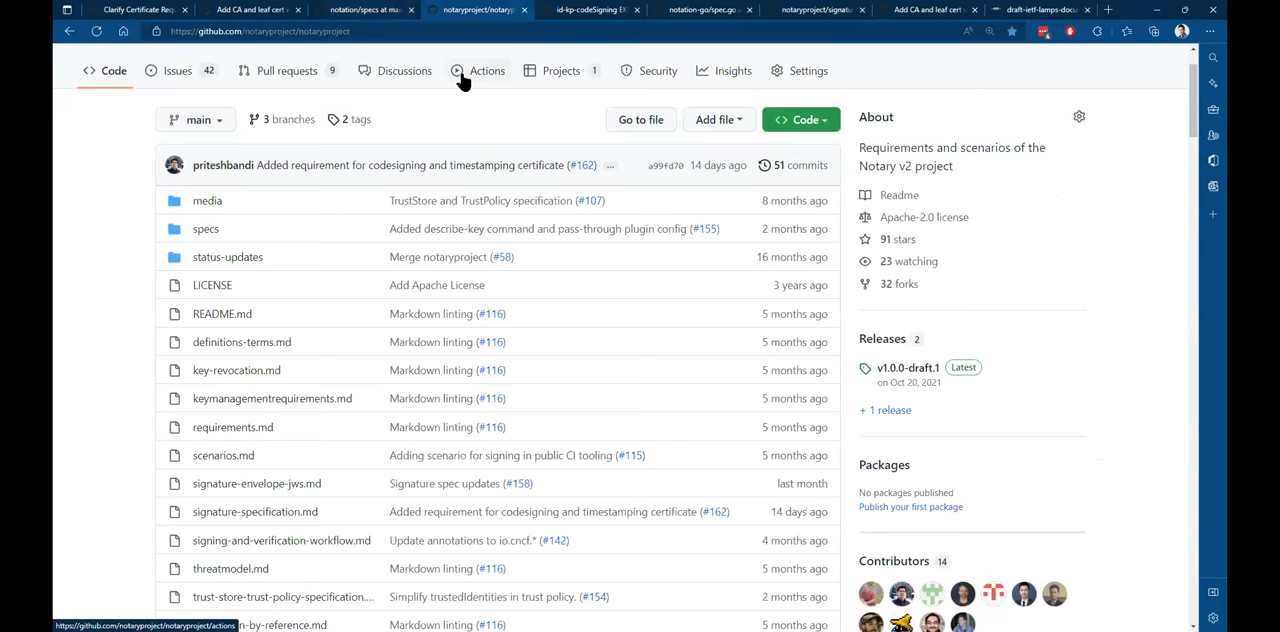 Clarify Certificate Req
Add CA and leaf cert v
notation/specs at ma
notaryproject/notary
id-kp-codeSigning EK
notation-go/spec.go a
notaryproject/signatu
Add CA and leaf cert v
draft-ietf-lamps-docu
https://github.com/notaryproject/notaryproject
Code
Issues 42
Pull requests 9
Discussions
Actions
Projects 1
Security
Insights
Settings
main
3 branches
2 tags
Go to file
Add file
Code
priteshbandi Added requirement for codesigning and timestamping certificate (#162) ... a99fd70 14 days ago 51 commits
media TrustStore and TrustPolicy specification (#107) 8 months ago
specs Added describe-key command and pass-through plugin config (#155) 2 months ago
status-updates Merge notaryproject (#58) 16 months ago
LICENSE Add Apache License 3 years ago
README.md Markdown linting (#116) 5 months ago
definitions-terms.md Markdown linting (#116) 5 months ago
key-revocation.md Markdown linting (#116) 5 months ago
keymanagementrequirements.md Markdown linting (#116) 5 months ago
requirements.md Markdown linting (#116) 5 months ago
scenarios.md Adding scenario for signing in public CI tooling (#115) 5 months ago
signature-envelope-jws.md Signature spec updates (#158) last month
signature-specification.md Added requirement for codesigning and timestamping certificate (#162) 14 days ago
signing-and-verification-workflow.md Update annotations to io.cncf.* (#142) 4 months ago
threatmodel.md Markdown linting (#116) 5 months ago
trust-store-trust-policy-specification.... Simplify trustedIdentities in trust policy. (#154) 2 months ago
n-by-reference.md Markdown linting (#116) 5 months ago
https://github.com/notaryproject/notaryproject/actions
About
Requirements and scenarios of the
Notary v2 project
Readme
Apache-2.0 license
91 stars
23 watching
32 forks
Releases 2
v1.0.0-draft.1 Latest
on Oct 20, 2021
+ 1 release
Packages
No packages published
Publish your first package
Contributors 14